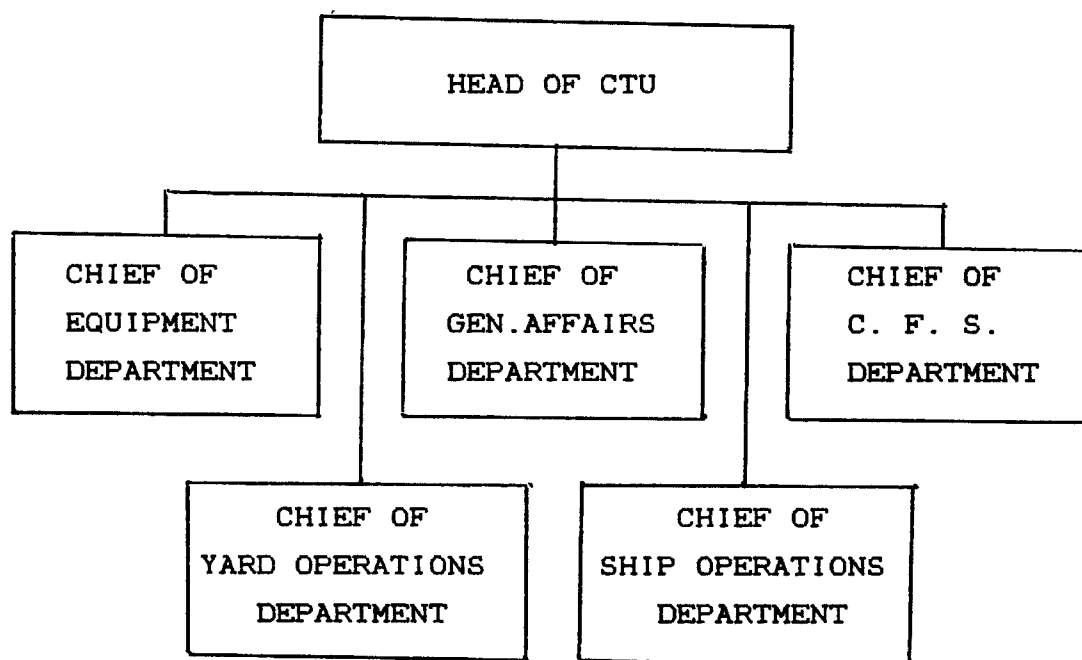 HEAD OF CTU
CHIEF OF
EQUIPMENT
DEPARTMENT
CHIEF OF
GEN.AFFAIRS
DEPARTMENT
CHIEF OF
C. F. S.
DEPARTMENT
CHIEF OF
YARD OPERATIONS
DEPARTMENT
CHIEF OF
SHIP OPERATIONS
DEPARTMENT